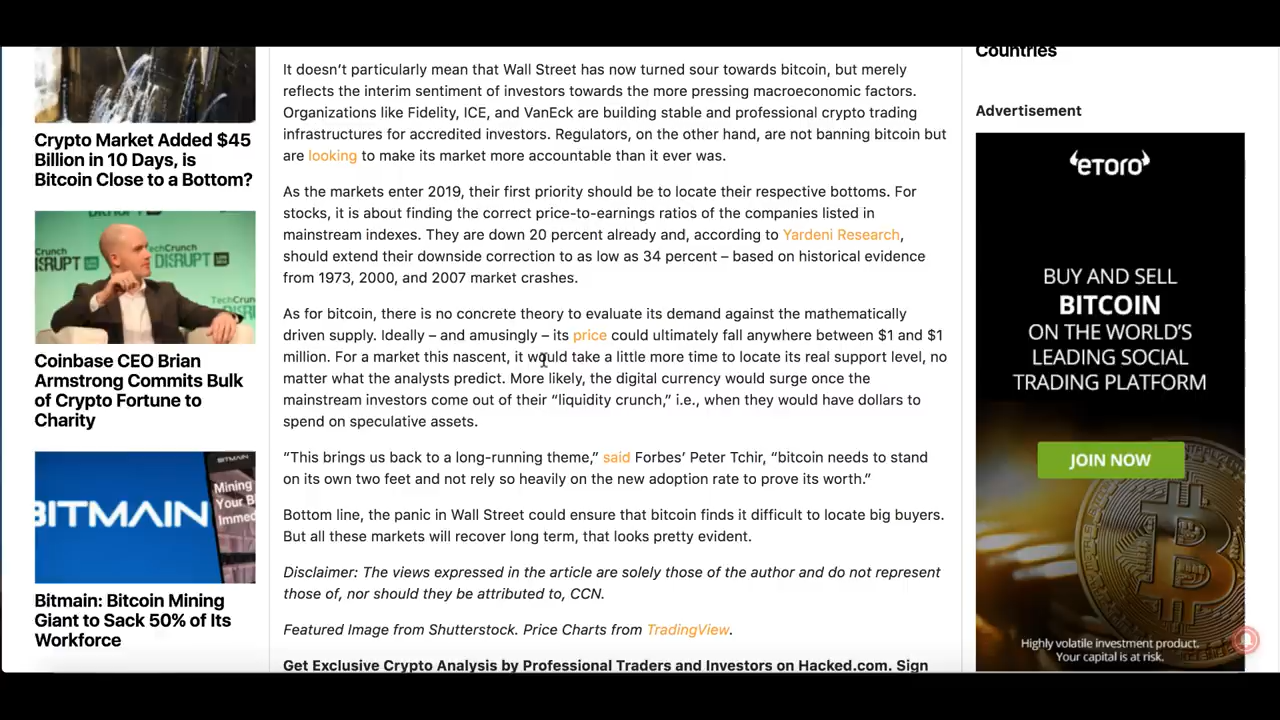 Crypto Market Added $45
Billion in 10 Days, is
Bitcoin Close to a Bottom?
Crunch
ISRUPT
echCrunch
DISRUPT
Coinbase CEO Brian
Armstrong Commits Bulk
of Crypto Fortune to
Charity
BITMAIN
BITMAIN
Mining
Your B
Immed
Bitmain: Bitcoin Mining
Giant to Sack 50% of Its
Workforce
It doesn’t particularly mean that Wall Street has now turned sour towards bitcoin, but merely
reflects the interim sentiment of investors towards the more pressing macroeconomic factors.
Organizations like Fidelity, ICE, and VanEck are building stable and professional crypto trading
infrastructures for accredited investors. Regulators, on the other hand, are not banning bitcoin but
are looking to make its market more accountable than it ever was.
As the markets enter 2019, their first priority should be to locate their respective bottoms. For
stocks, it is about finding the correct price-to-earnings ratios of the companies listed in
mainstream indexes. They are down 20 percent already and, according to Yardeni Research,
should extend their downside correction to as low as 34 percent – based on historical evidence
from 1973, 2000, and 2007 market crashes.
As for bitcoin, there is no concrete theory to evaluate its demand against the mathematically
driven supply. Ideally – and amusingly – its price could ultimately fall anywhere between $1 and $1
million. For a market this nascent, it would take a little more time to locate its real support level, no
matter what the analysts predict. More likely, the digital currency would surge once the
mainstream investors come out of their “liquidity crunch,” i.e., when they would have dollars to
spend on speculative assets.
“This brings us back to a long-running theme,” said Forbes’ Peter Tchir, “bitcoin needs to stand
on its own two feet and not rely so heavily on the new adoption rate to prove its worth.”
Bottom line, the panic in Wall Street could ensure that bitcoin finds it difficult to locate big buyers.
But all these markets will recover long term, that looks pretty evident.
Disclaimer: The views expressed in the article are solely those of the author and do not represent
those of, nor should they be attributed to, CCN.
Featured Image from Shutterstock. Price Charts from TradingView.
Get Exclusive Crypto Analysis by Professional Traders and Investors on Hacked.com. Sign
Countries
Advertisement
eToro
BUY AND SELL
BITCOIN
ON THE WORLD’S
LEADING SOCIAL
TRADING PLATFORM
JOIN NOW
Highly volatile investment product.
Your capital is at risk.